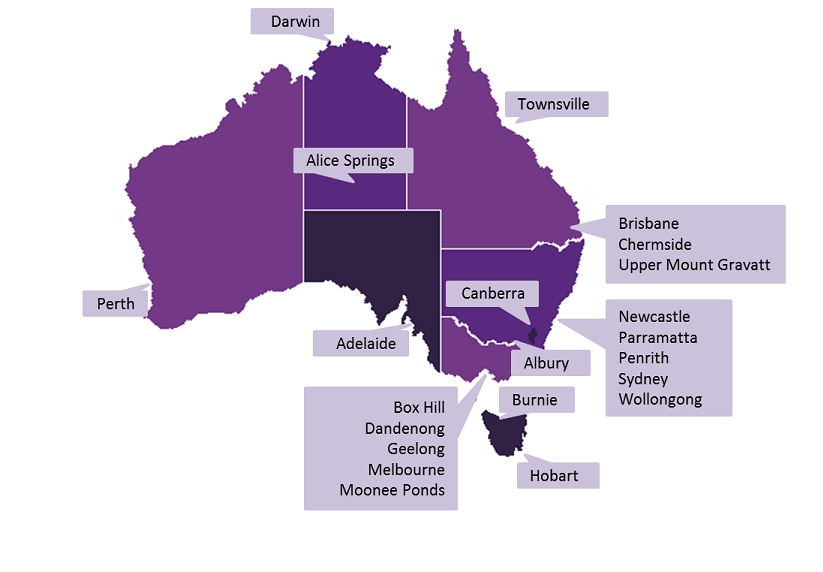 Darwin
Townsville
Alice Springs
Brisbane
Chermside
Upper Mount Gravatt
Canberra
Perth
Newcastle
Parramatta
Penrith
Sydney
Wollongong
Adelaide
Albury
Burnie
Box Hill
Dandenong
Geelong
Melbourne
Moonee Ponds
Hobart